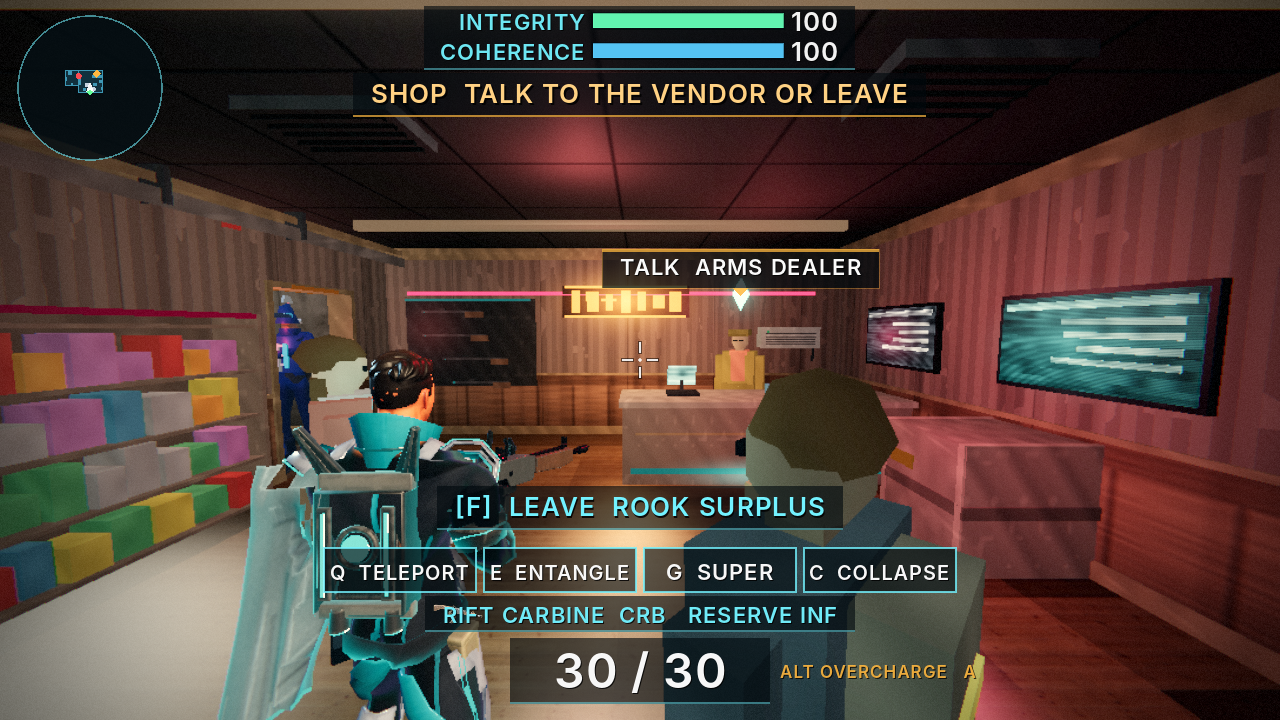 INTEGRITY 100
COHERENCE 100
SHOP TALK TO THE VENDOR OR LEAVE
TALK ARMS DEALER
[F] LEAVE ROOK SURPLUS
Q TELEPORT E ENTANGLE G SUPER C COLLAPSE
RIFT CARBINE CRB RESERVE INF
30 / 30
ALT OVERCHARGE A